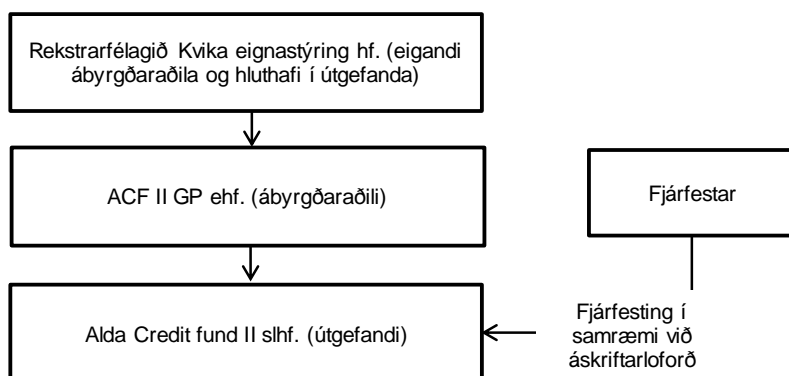 Rekstrarfélagið Kvika eignastýring hf. (eigandi
ábyrgðaraðila og hluthafi í útgefanda)
ACF II GP ehf. (ábyrgðaraðili)
Fjárfestar
Alda Credit fund II slhf. (útgefandi)
Fjárfesting í
samræmi við
áskriftarloforð